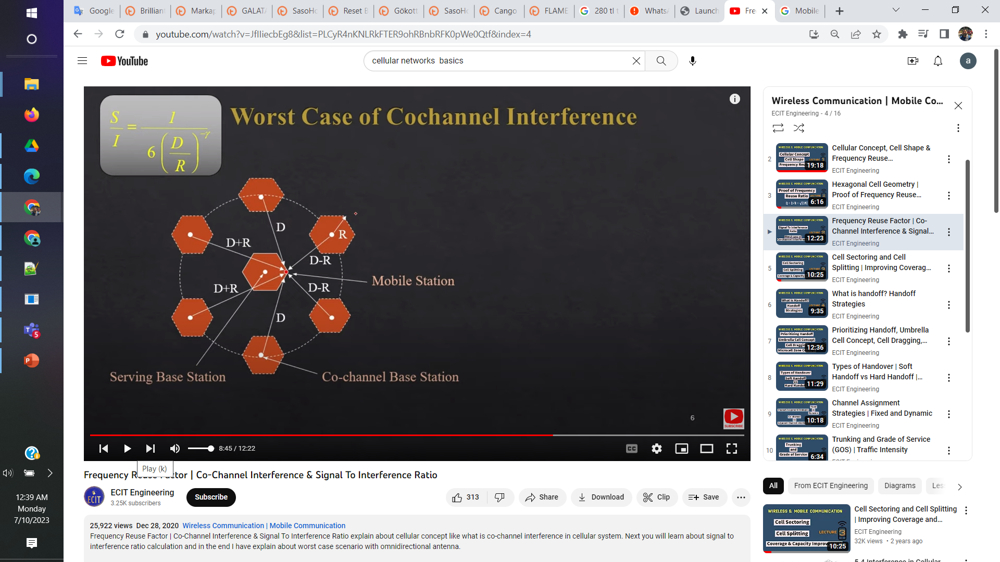 Google
Brilliant
Markap
GALATA
SasoHo
Reset B
Gökott
SasoHo
Cango
FLAME
280 tl t
WhatsA
Launch
Fre
Mobile
youtube.com/watch?v=JflIiecbEg8&list=PLCyR4nKNLRkFTER9ohRBnbRFK0pWe0Qtf&index=4
YouTube
cellular networks basics
a
S/I = 1 / 6 (D/R)^-γ
Worst Case of Cochannel Interference
D
R
D+R
D-R
Mobile Station
D+R
D-R
D
Serving Base Station
Co-channel Base Station
6
SUBSCRIBE
8:45 / 12:22
CC
Play (k)
Frequency Reuse Factor | Co-Channel Interference & Signal To Interference Ratio
ECIT
ECIT Engineering
3.25K subscribers
Subscribe
313
Share
Download
Clip
Save
25,922 views Dec 28, 2020 Wireless Communication | Mobile Communication
Frequency Reuse Factor | Co-Channel Interference & Signal To Interference Ratio explain about cellular concept like what is co-channel interference in cellular system. Next you will learn about signal to
interference ratio calculation and in the end I have explain about worst case scenario with omnidirectional antenna.
Wireless Communication | Mobile Co...
ECIT Engineering - 4 / 16
2
19:18
Cellular Concept, Cell Shape &
Frequency Reuse...
ECIT Engineering
3
6:16
Hexagonal Cell Geometry |
Proof of Frequency Reuse...
ECIT Engineering
12:23
Frequency Reuse Factor | Co-
Channel Interference & Signal...
ECIT Engineering
5
10:25
Cell Sectoring and Cell
Splitting | Improving Coverag...
ECIT Engineering
6
9:35
What is handoff? Handoff
Strategies
ECIT Engineering
7
12:36
Prioritizing Handoff, Umbrella
Cell Concept, Cell Dragging,...
ECIT Engineering
8
11:29
Types of Handover | Soft
Handoff vs Hard Handoff |...
ECIT Engineering
9
10:18
Channel Assignment
Strategies | Fixed and Dynamic
ECIT Engineering
10
6:34
Trunking and Grade of Service
(GOS) | Traffic Intensity
All
From ECIT Engineering
Diagrams
WIRELESS & MOBILE COMMUNICATION
Cell Sectoring
Cell Splitting
LECTURE 3
Coverage & Capacity Improv
10:25
Cell Sectoring and Cell Splitting
| Improving Coverage and...
ECIT Engineering
32K views • 2 years ago
5.4 Interference in Cellular
5
12:39 AM
Monday
7/10/2023